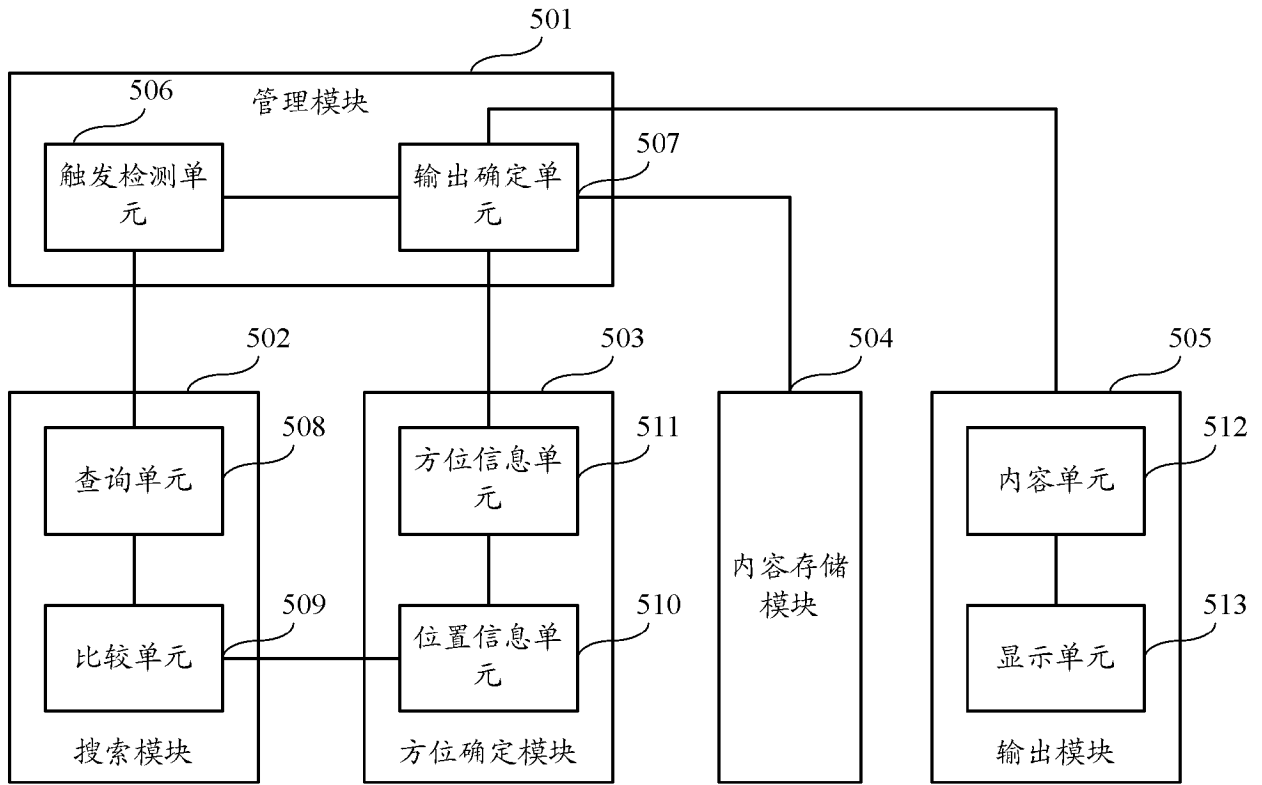 501
506
管理模块
507
触发检测单
元
输出确定单
元
502
503
504
505
508
511
512
查询单元
方位信息单
元
内容单元
内容存储
模块
509
510
513
比较单元
位置信息单
元
显示单元
搜索模块
方位确定模块
输出模块